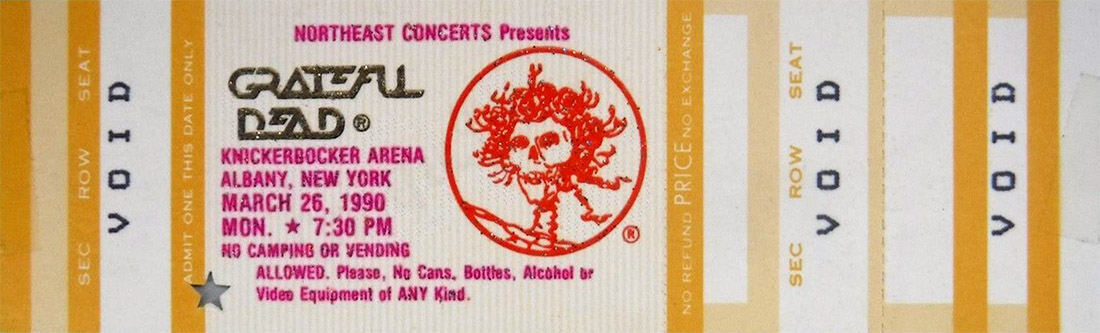 SEC ROW SEAT
VOID
ADMIT ONE THIS DATE ONLY
NORTHEAST CONCERTS Presents
GRATEFUL
DEAD ®
KNICKERBOCKER ARENA
ALBANY, NEW YORK
MARCH 26, 1990
MON. ★ 7:30 PM
NO CAMPING OR VENDING
ALLOWED. Please, No Cans, Bottles, Alcohol or
Video Equipment of ANY Kind.
®
NO REFUND PRICE NO EXCHANGE
SEC ROW SEAT
VOID
VOID